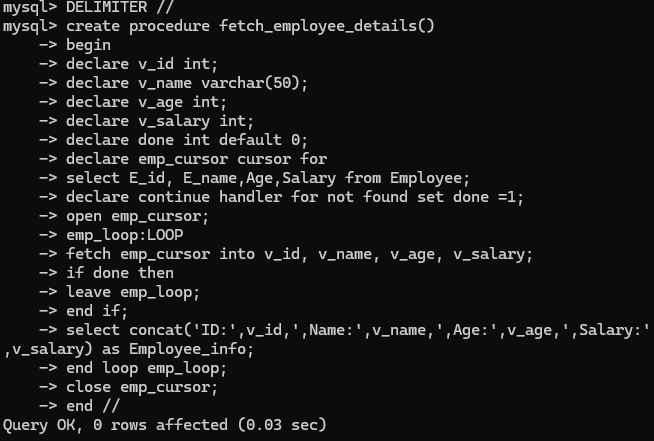 mysql> DELIMITER //
mysql> create procedure fetch_employee_details()
    -> begin
    -> declare v_id int;
    -> declare v_name varchar(50);
    -> declare v_age int;
    -> declare v_salary int;
    -> declare done int default 0;
    -> declare emp_cursor cursor for
    -> select E_id, E_name,Age,Salary from Employee;
    -> declare continue handler for not found set done =1;
    -> open emp_cursor;
    -> emp_loop:LOOP
    -> fetch emp_cursor into v_id, v_name, v_age, v_salary;
    -> if done then
    -> leave emp_loop;
    -> end if;
    -> select concat('ID:',v_id,',Name:',v_name,',Age:',v_age,',Salary:'
,v_salary) as Employee_info;
    -> end loop emp_loop;
    -> close emp_cursor;
    -> end //
Query OK, 0 rows affected (0.03 sec)